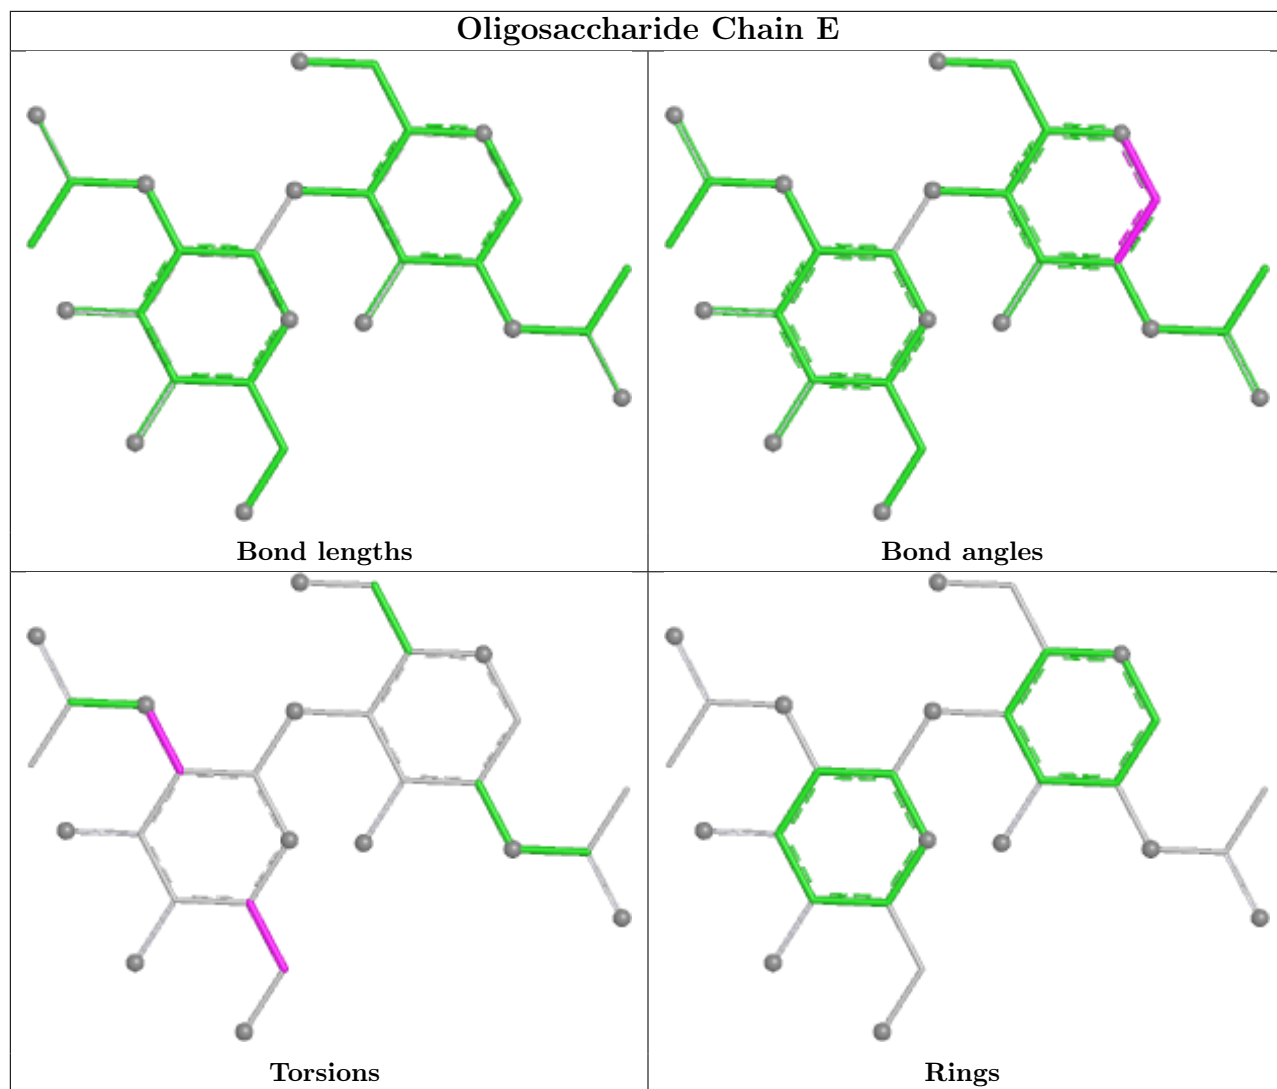 Oligosaccharide Chain E
Bond lengths
Bond angles
Torsions
Rings